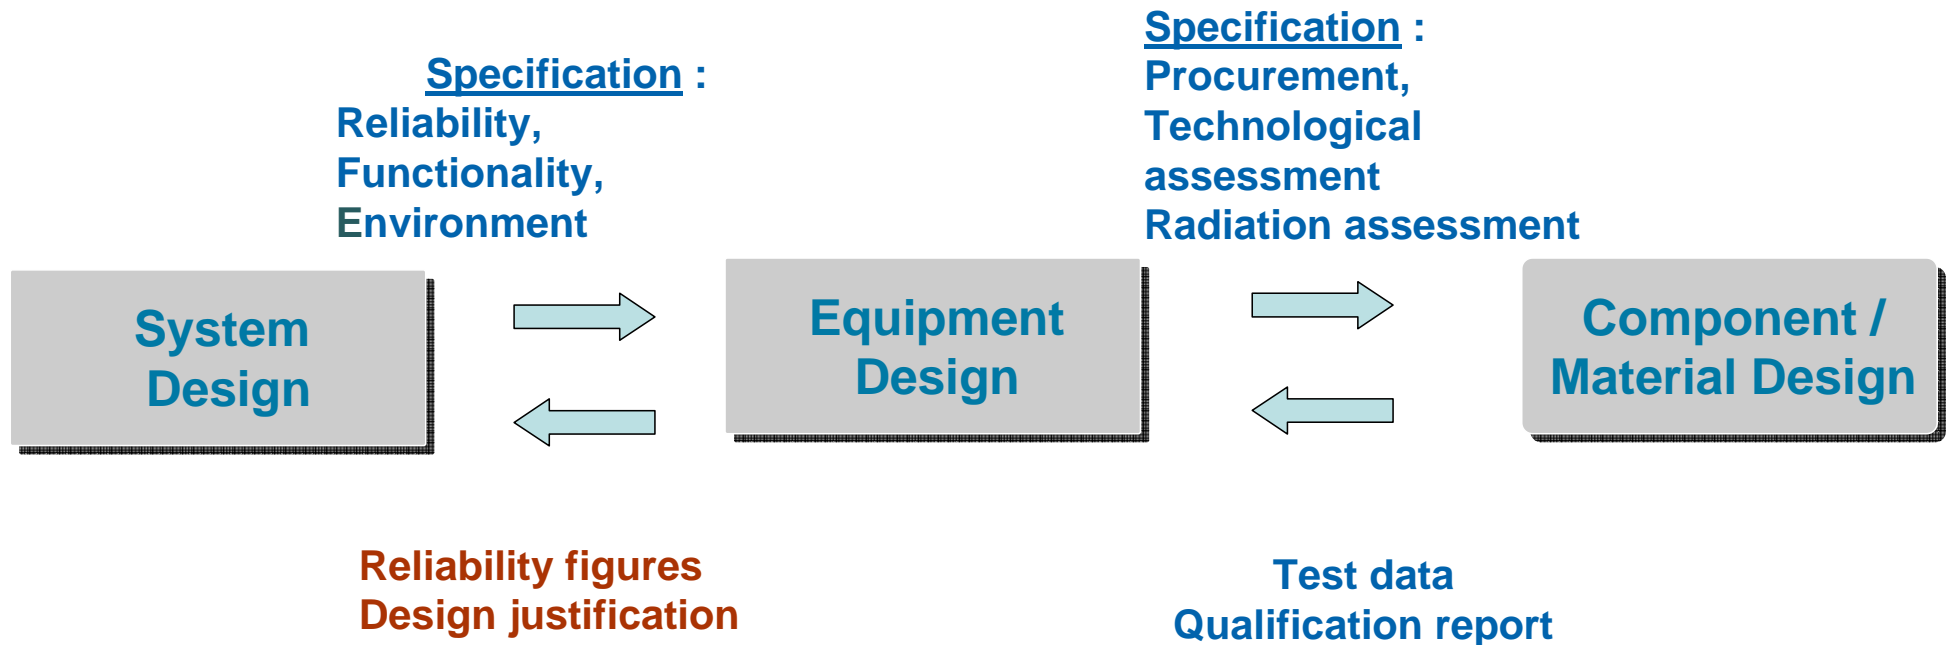 Specification :
Reliability,
Functionality,
Environment
Specification :
Procurement,
Technological
assessment
Radiation assessment
System
Design
Equipment
Design
Component /
Material Design
Reliability figures
Design justification
Test data
Qualification report